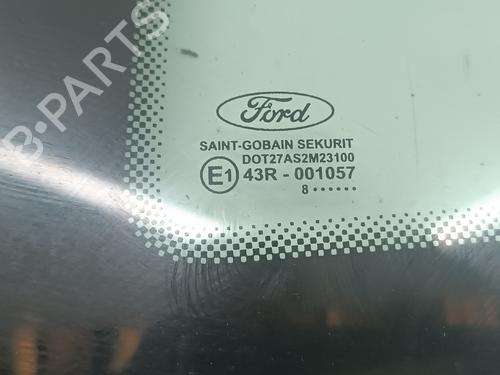 B-PARTS
Ford
SAINT-GOBAIN SEKURIT
DOT27AS2M23100
E1 43R - 001057
8 ••••••